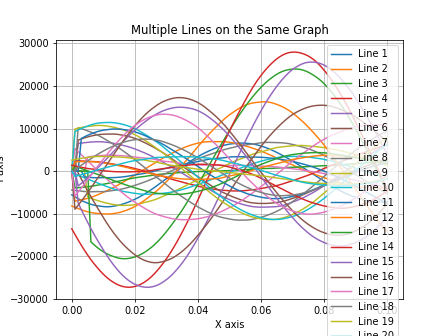 Multiple Lines on the Same Graph
30000
20000
10000
0
−10000
−20000
−30000
0.00
0.02
0.04
0.06
X axis
Line 1
Line 2
Line 3
Line 4
Line 5
Line 6
Line 7
Line 8
Line 9
Line 10
Line 11
Line 12
Line 13
Line 14
Line 15
Line 16
Line 17
Line 18
Line 19
Line 20